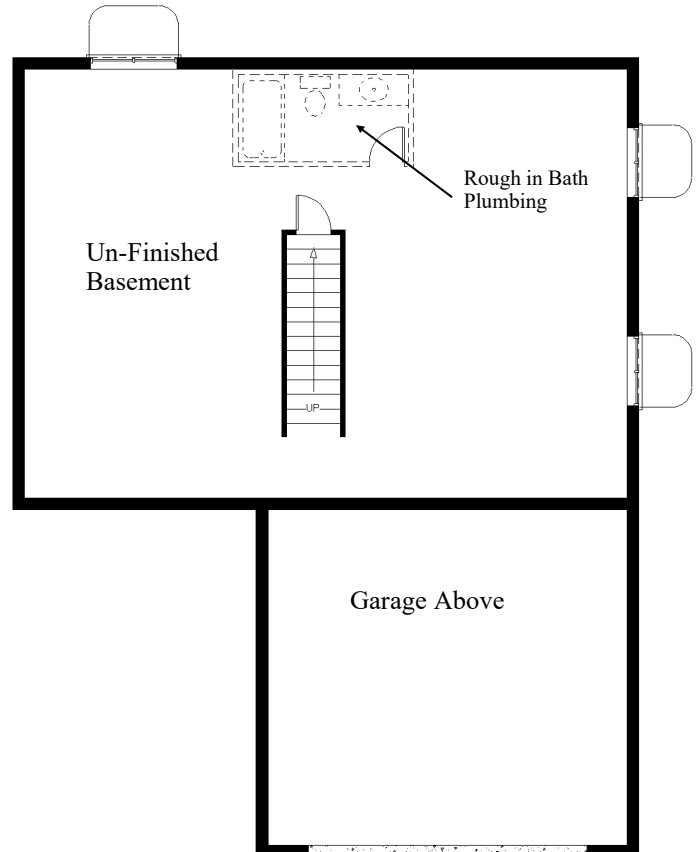 Rough in Bath
Plumbing
Un-Finished
Basement
UP
Garage Above